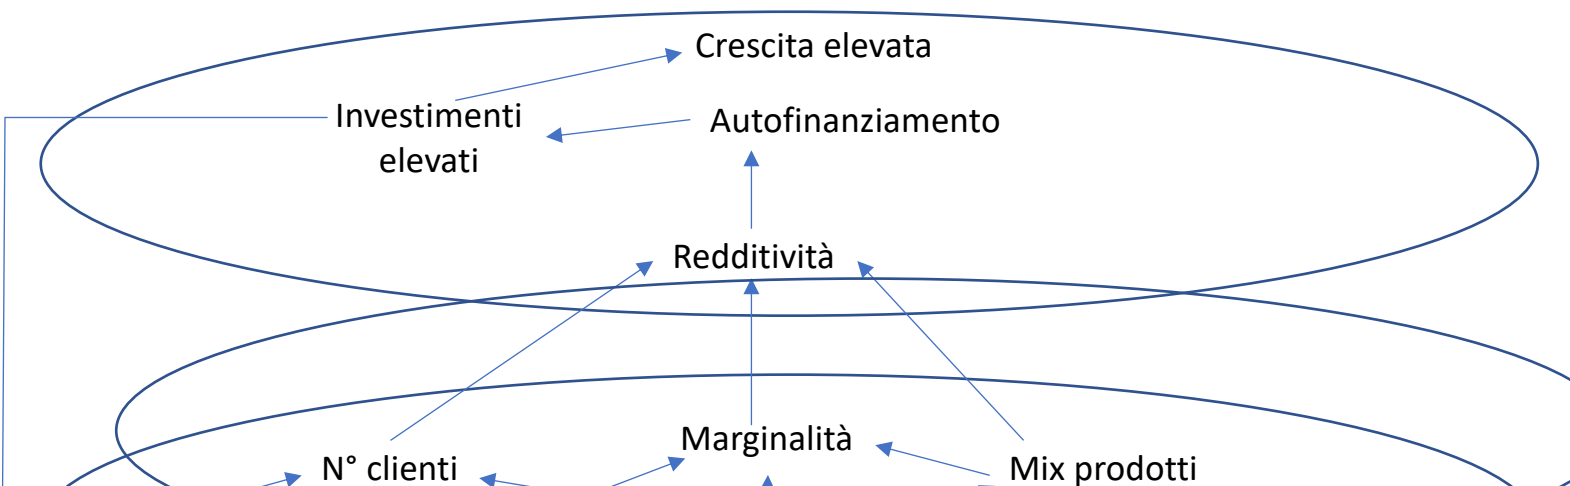 Crescita elevata
Investimenti
elevati
Autofinanziamento
Redditività
Marginalità
N° clienti
Mix prodotti